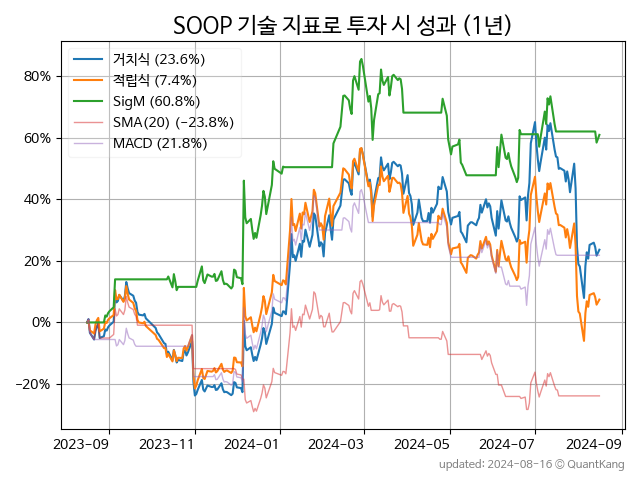 SOOP 기술 지표로 투자 시 성과 (1년)
거치식 (23.6%)
적립식 (7.4%)
SigM (60.8%)
SMA(20) (−23.8%)
MACD (21.8%)
80%
60%
40%
20%
0%
−20%
2023-09 2023-11 2024-01 2024-03 2024-05 2024-07 2024-09
updated: 2024-08-16 © QuantKang